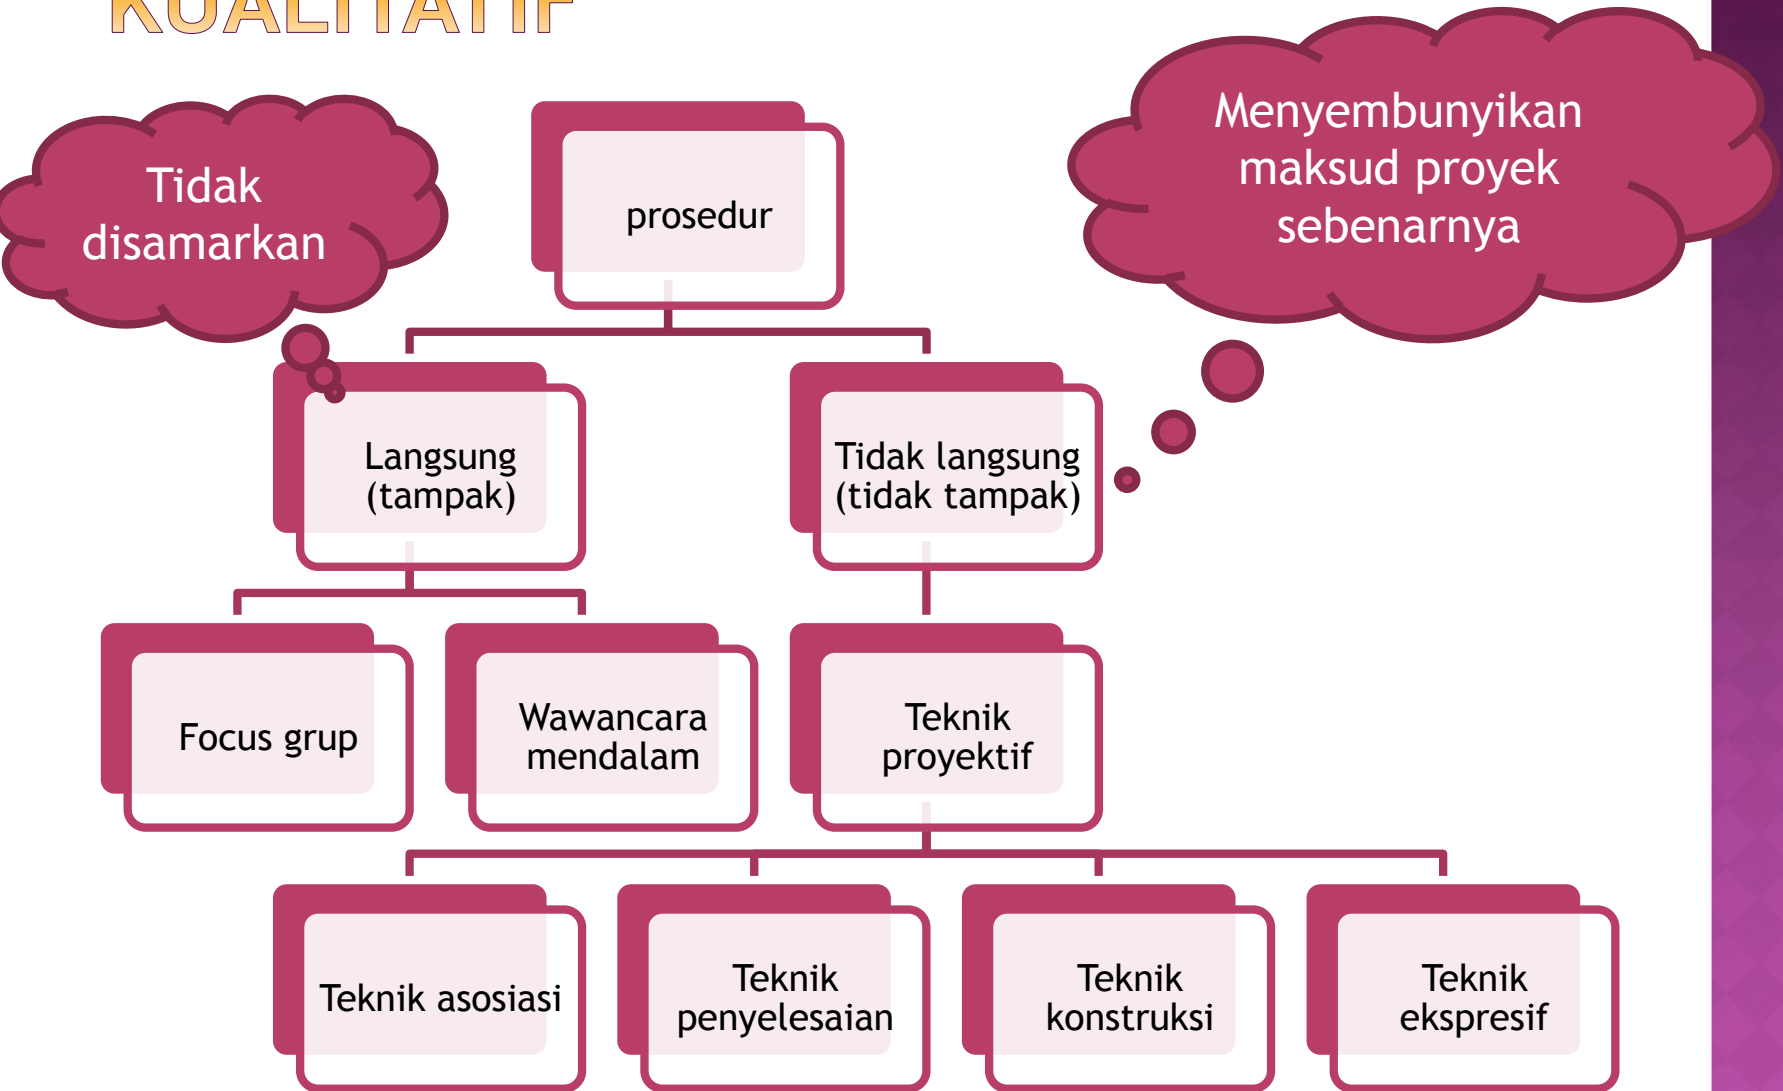 KUALITATIF
Tidak
disamarkan
Menyembunyikan
maksud proyek
sebenarnya
prosedur
Langsung
(tampak)
Tidak langsung
(tidak tampak)
Focus grup
Wawancara
mendalam
Teknik
proyektif
Teknik asosiasi
Teknik
penyelesaian
Teknik
konstruksi
Teknik
ekspresif